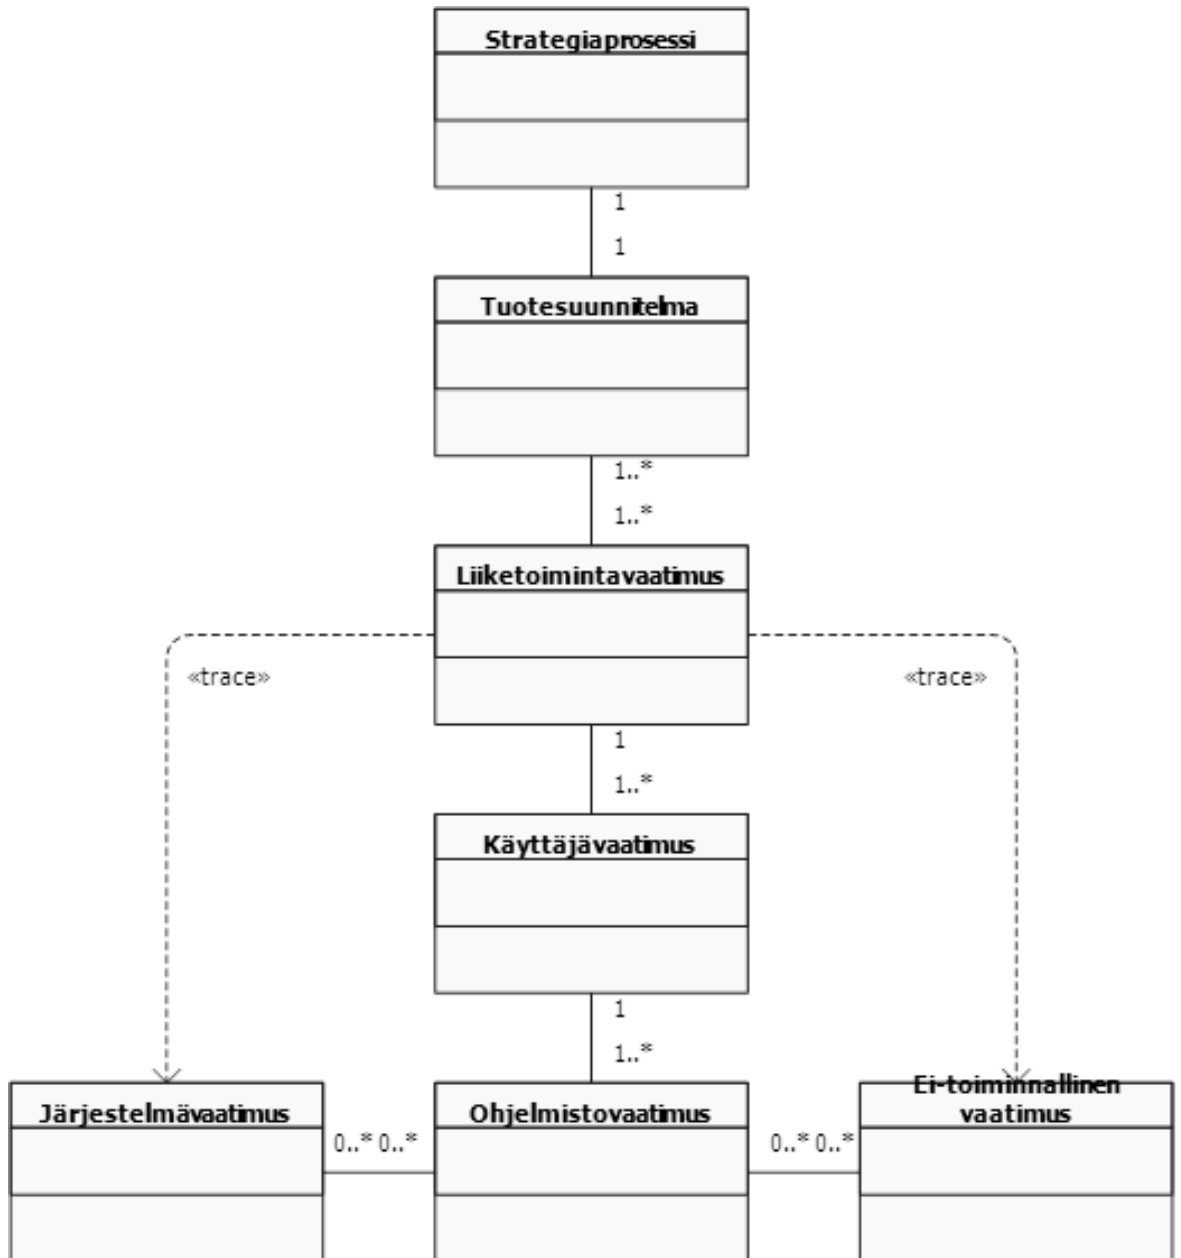 Strategiaprosessi
1
1
Tuotesuunnitelma
1..*
1..*
Liiketoimintavaatimus
«trace»
«trace»
1
1..*
Käyttäjävaatimus
1
1..*
Järjestelmävaatimus
0..* 0..*
Ohjelmistovaatimus
0..* 0..*
Ei-toiminnallinen
vaatimus